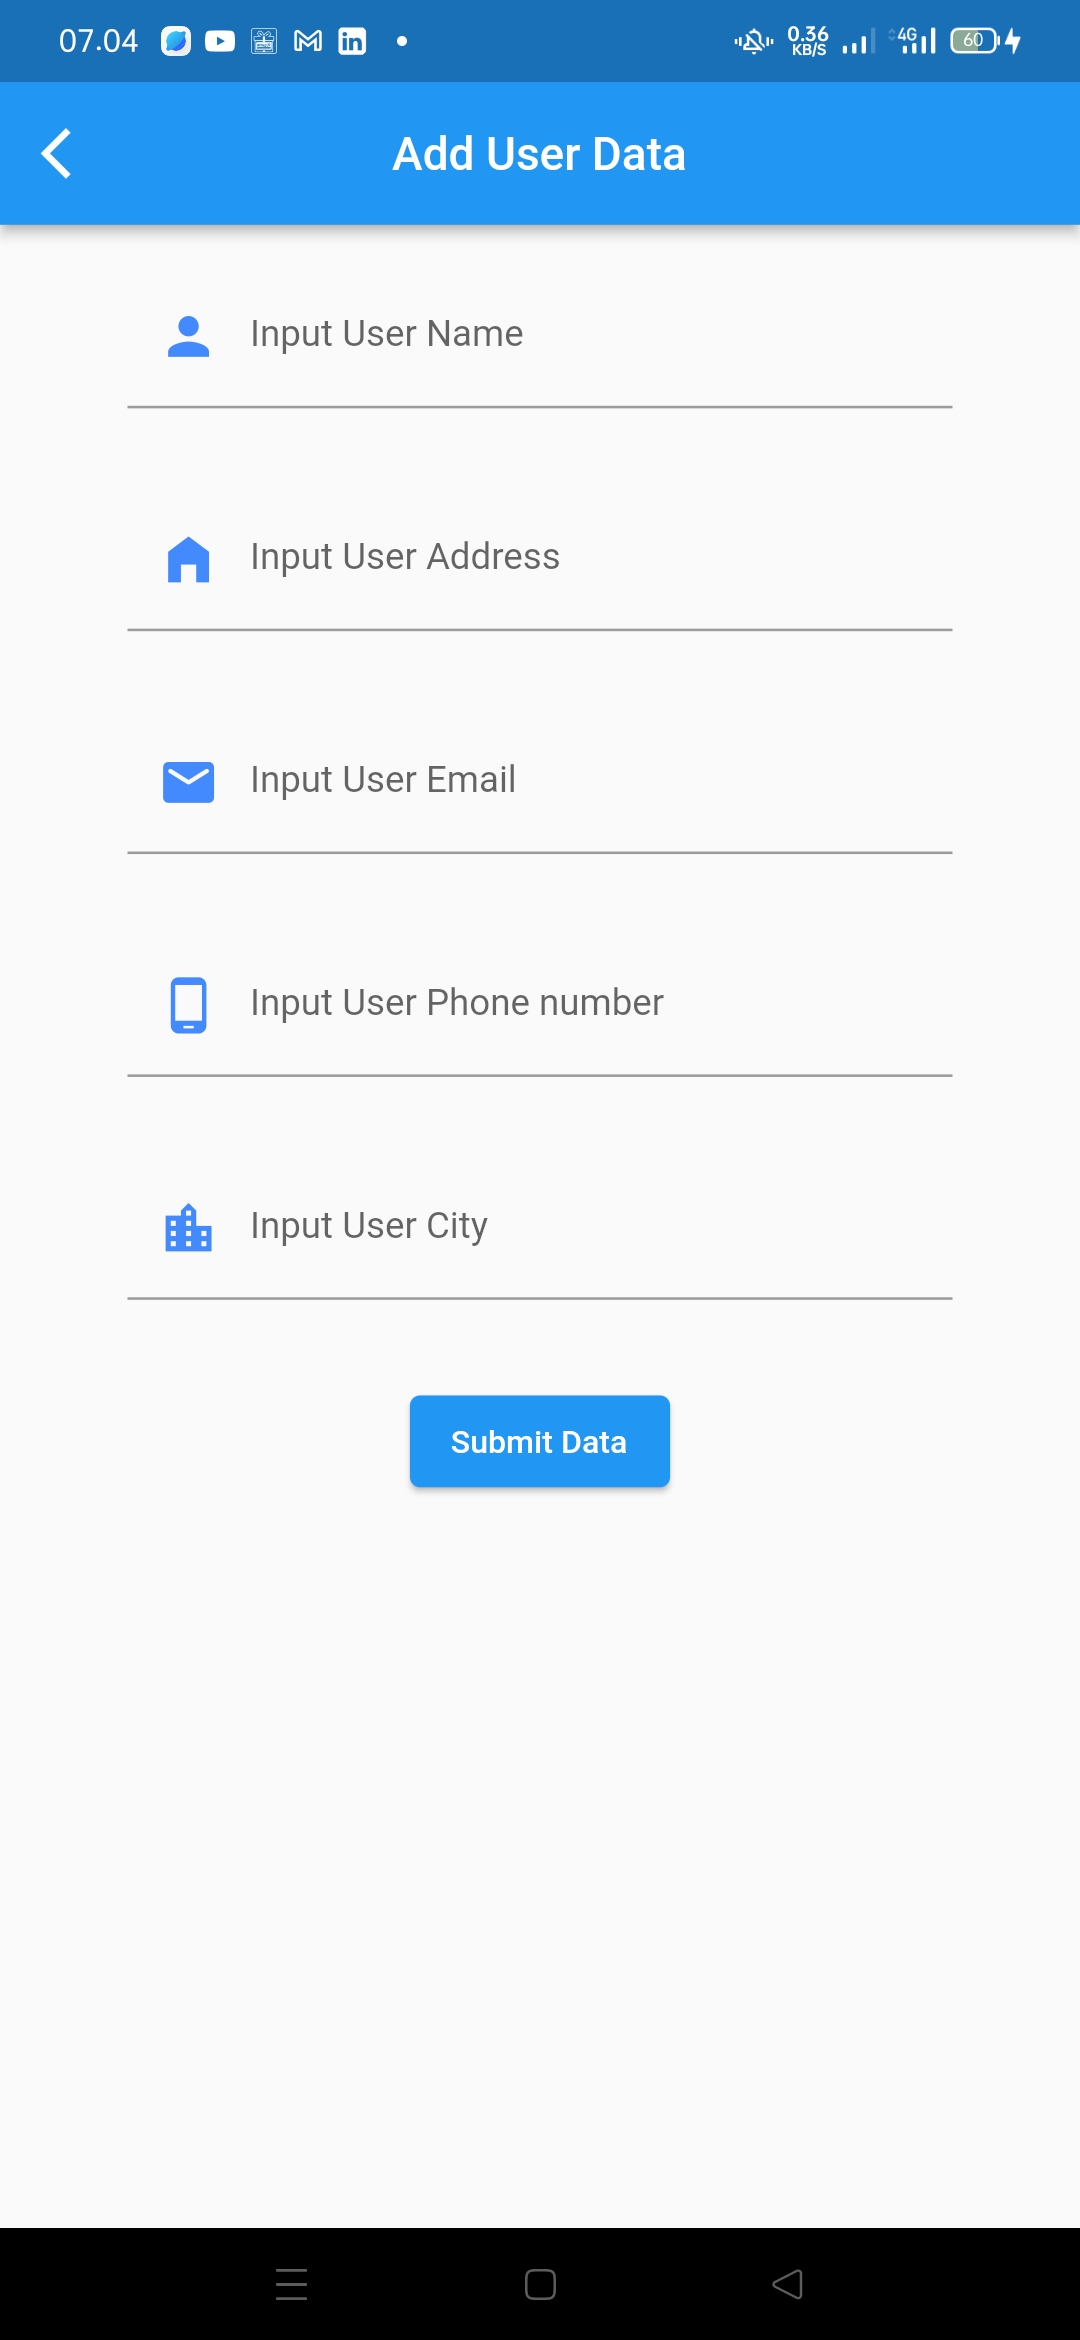 07.04
0.36
KB/S
4G
60
Add User Data
Input User Name
Input User Address
Input User Email
Input User Phone number
Input User City
Submit Data